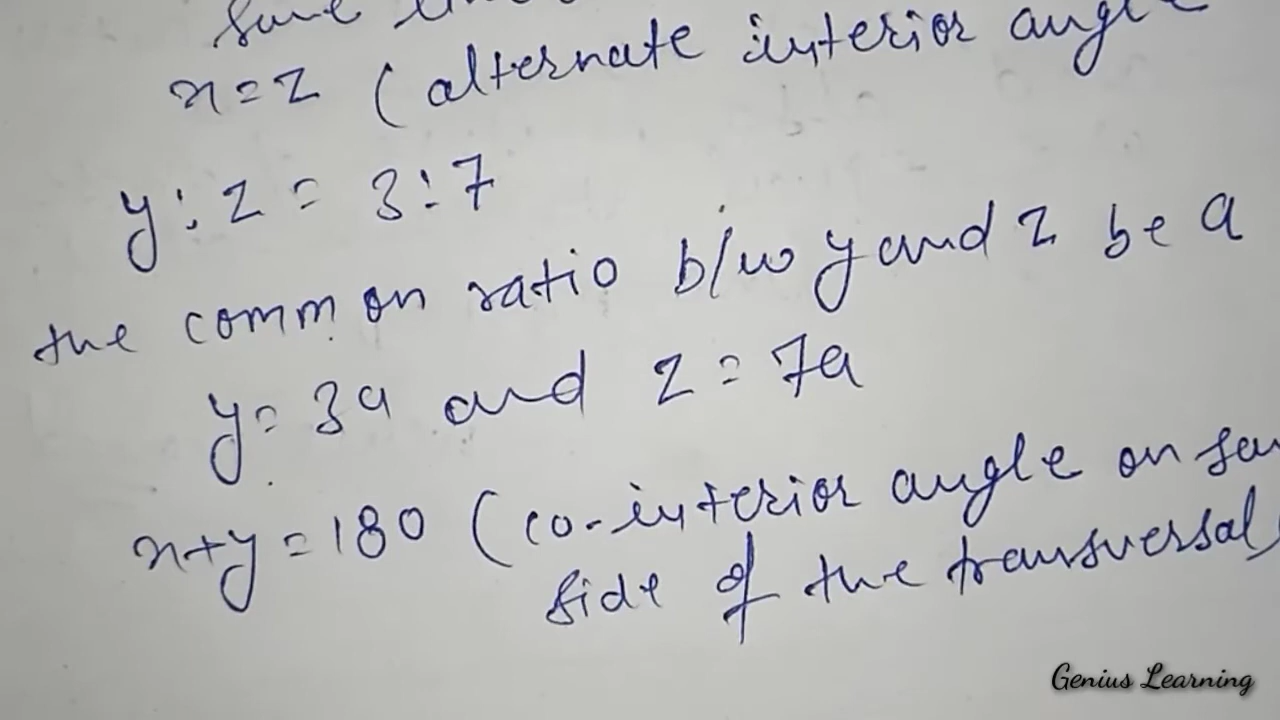 same
x=z (alternate interior angle
y:z = 3:7
the common ratio b/w y and z be a
y=3a and z=7a
x+y=180 (co-interior angle on
side of the transversal)
Genius Learning